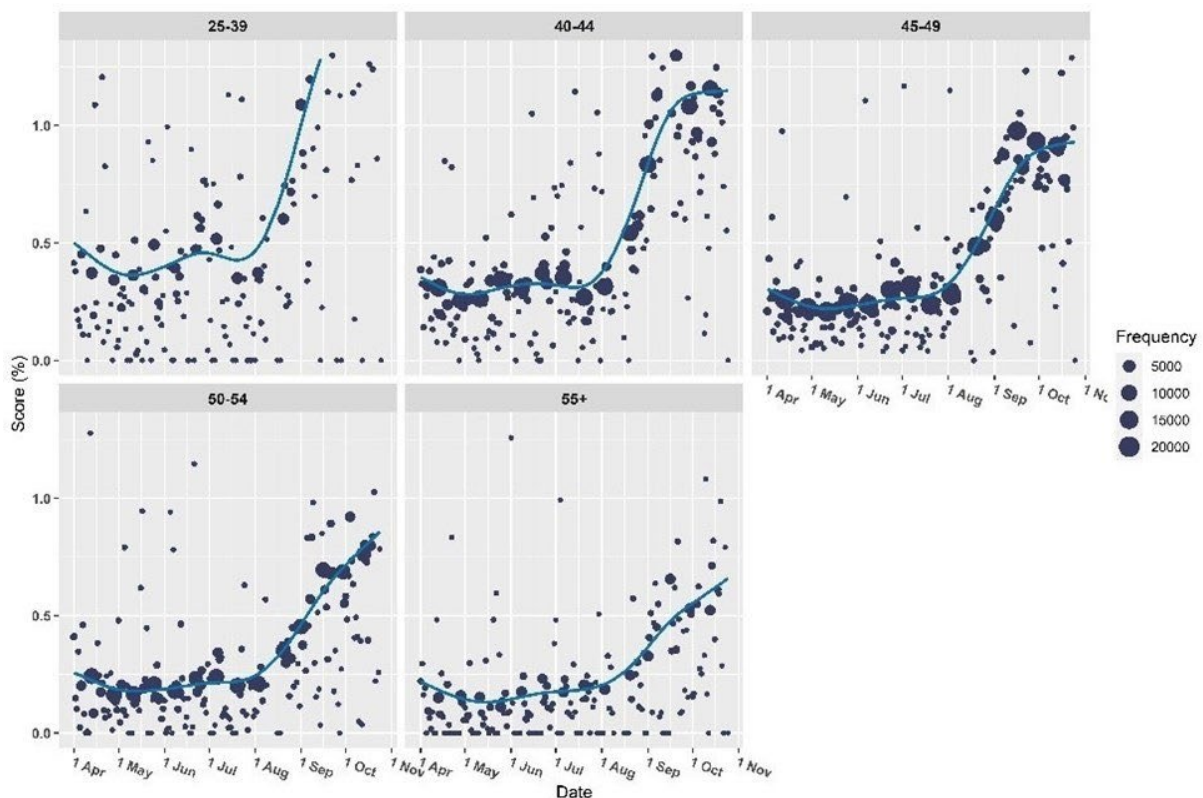 25-39
40-44
45-49
1.0
0.5
0.0
1 Apr
1 May
1 Jun
1 Jul
1 Aug
1 Sep
1 Oct
1 Nc
Frequency
5000
10000
15000
20000
Score (%)
50-54
55+
1.0
0.5
0.0
1 Apr
1 May
1 Jun
1 Jul
1 Aug
1 Sep
1 Oct
1 Nov
1 Apr
1 May
1 Jun
1 Jul
1 Aug
1 Sep
1 Oct
1 Nov
Date